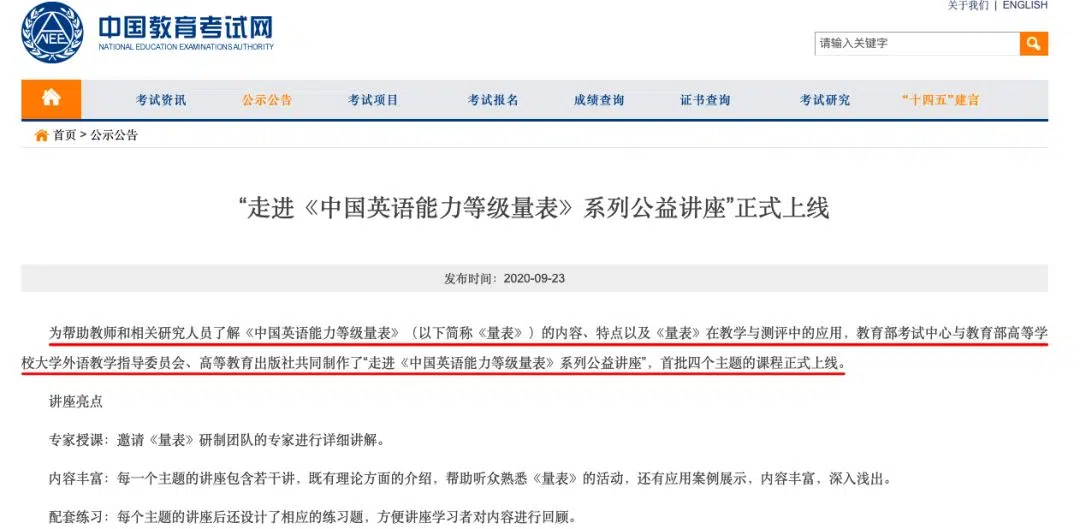 关于我们 | ENGLISH
NEE
中国教育考试网
NATIONAL EDUCATION EXAMINATIONS AUTHORITY
请输入关键字
考试资讯 公示公告 考试项目 考试报名 成绩查询 证书查询 考试研究 “十四五”建言
首页 > 公示公告
“走进《中国英语能力等级量表》系列公益讲座”正式上线
发布时间：2020-09-23
为帮助教师和相关研究人员了解《中国英语能力等级量表》（以下简称《量表》）的内容、特点以及《量表》在教学与测评中的应用，教育部考试中心与教育部高等学
校大学外语教学指导委员会、高等教育出版社共同制作了“走进《中国英语能力等级量表》系列公益讲座”，首批四个主题的课程正式上线。
讲座亮点
专家授课：邀请《量表》研制团队的专家进行详细讲解。
内容丰富：每一个主题的讲座包含若干讲，既有理论方面的介绍，帮助听众熟悉《量表》的活动，还有应用案例展示，内容丰富，深入浅出。
配套练习：每个主题的讲座后还设计了相应的练习题，方便讲座学习者对内容进行回顾。